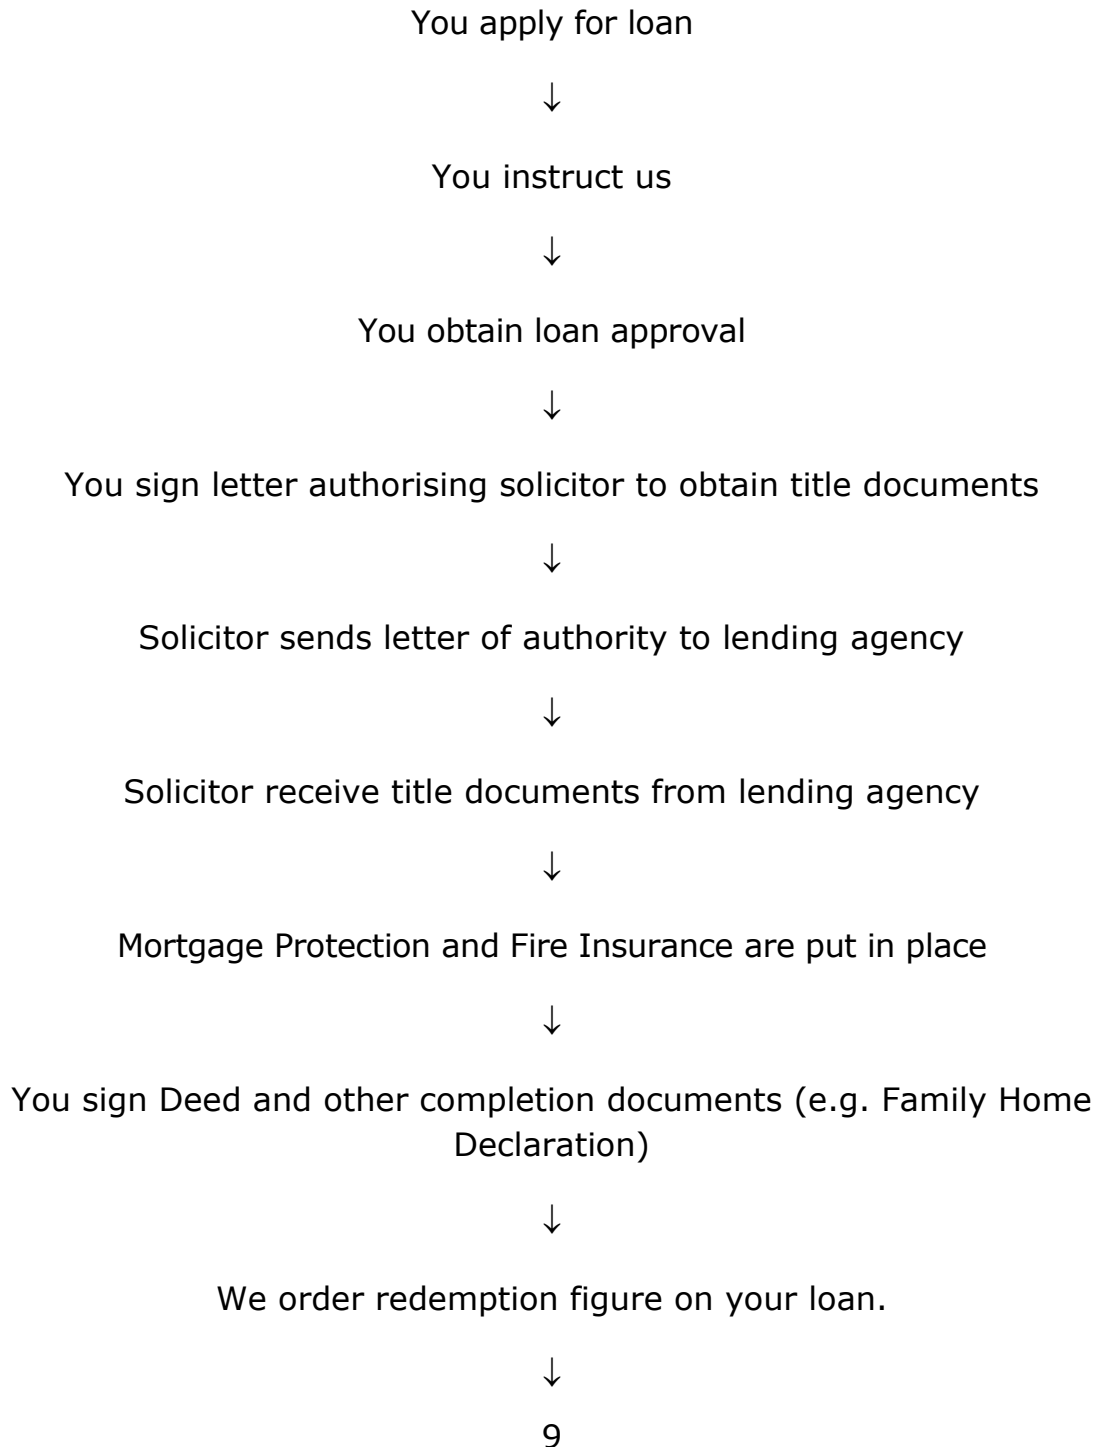 You apply for loan
↓
You instruct us
↓
You obtain loan approval
↓
You sign letter authorising solicitor to obtain title documents
↓
Solicitor sends letter of authority to lending agency
↓
Solicitor receive title documents from lending agency
↓
Mortgage Protection and Fire Insurance are put in place
↓
You sign Deed and other completion documents (e.g. Family Home
Declaration)
↓
We order redemption figure on your loan.
↓
9